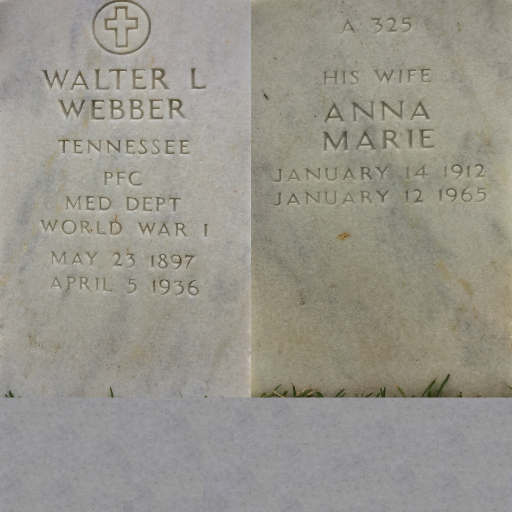 WALTER L
WEBBER
TENNESSEE
PFC
MED DEPT
WORLD WAR I
MAY 23 1897
APRIL 5 1936
A 325
HIS WIFE
ANNA
MARIE
JANUARY 14 1912
JANUARY 12 1965